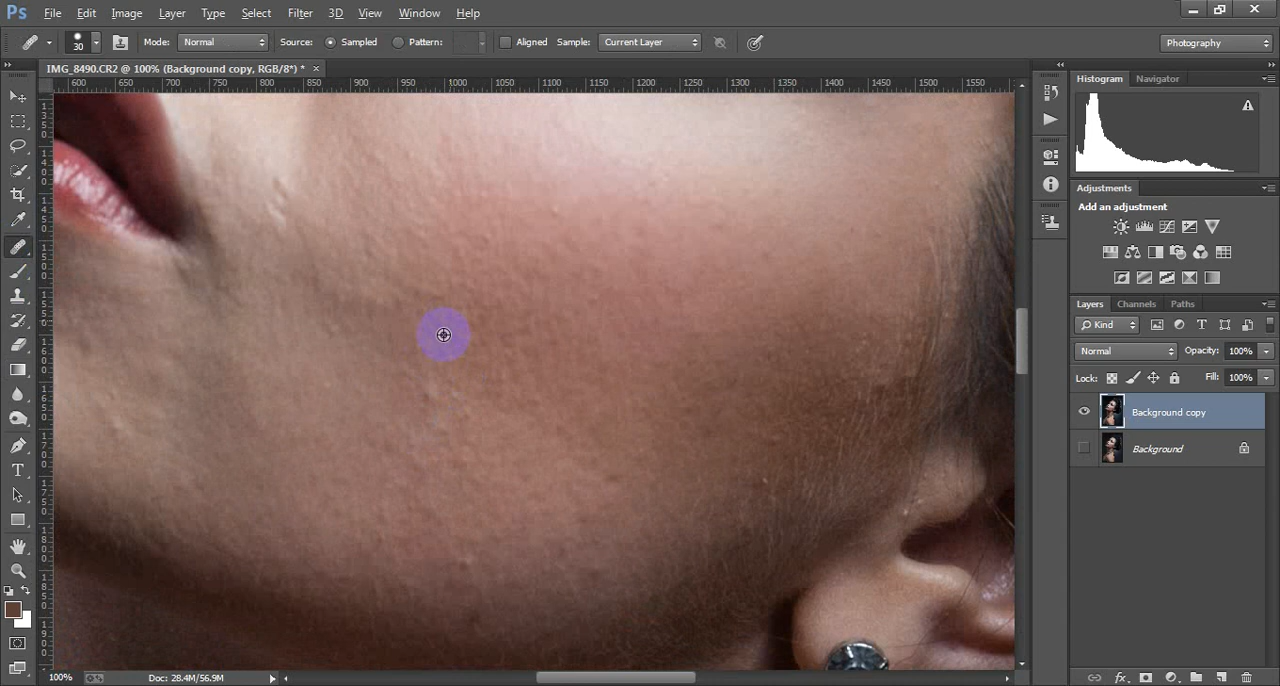 Ps File Edit Image Layer Type Select Filter 3D View Window Help
30 Mode: Normal Source: Sampled Pattern: Aligned Sample: Current Layer Photography
IMG_8490.CR2 @ 100% (Background copy, RGB/8*) * ×
600 650 700 750 800 850 900 950 1000 1050 1100 1150 1200 1250 1300 1350 1400 1450 1500 1550
Histogram Navigator
Adjustments
Add an adjustment
Layers Channels Paths
Kind
Normal Opacity: 100%
Lock: Fill: 100%
Background copy
Background
100% Doc: 28.4M/56.9M